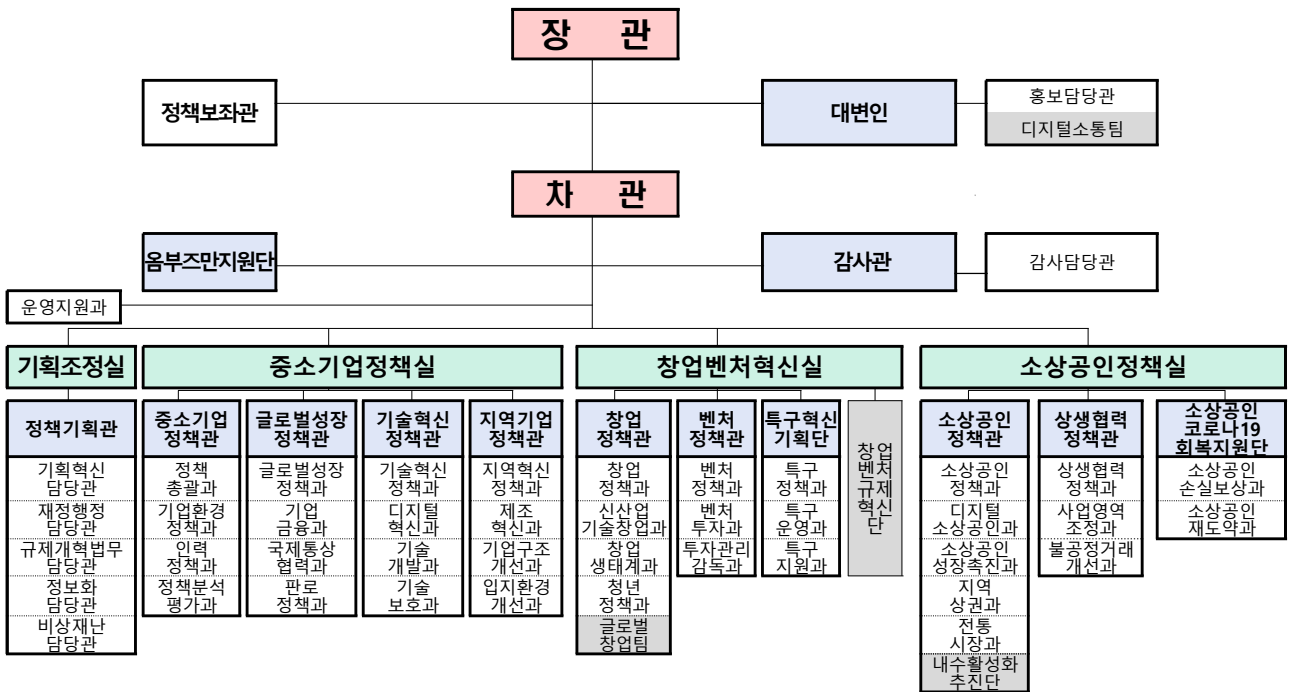 장 관
정책보좌관
대변인
홍보담당관
디지털소통팀
차 관
옴부즈만지원단
감사관
감사담당관
운영지원과
기획조정실
중소기업정책실
창업벤처혁신실
소상공인정책실
정책기획관
기획혁신
담당관
재정행정
담당관
규제개혁법무
담당관
정보화
담당관
비상재난
담당관
중소기업
정책관
정책
총괄과
기업환경
정책과
인력
정책과
정책분석
평가과
글로벌성장
정책관
글로벌성장
정책과
기업
금융과
국제통상
협력과
판로
정책과
기술혁신
정책관
기술혁신
정책과
디지털
혁신과
기술
개발과
기술
보호과
지역기업
정책관
지역혁신
정책과
제조
혁신과
기업구조
개선과
입지환경
개선과
창업
정책관
창업
정책과
신산업
기술창업과
창업
생태계과
청년
정책과
글로벌
창업팀
벤처
정책관
벤처
정책과
벤처
투자과
투자관리
감독과
특구혁신
기획단
특구
정책과
특구
운영과
특구
지원과
창업
벤처
규제
혁신
단
소상공인
정책관
소상공인
정책과
디지털
소상공인과
소상공인
성장촉진과
지역
상권과
전통
시장과
내수활성화
추진단
상생협력
정책관
상생협력
정책과
사업영역
조정과
불공정거래
개선과
소상공인
코로나19
회복지원단
소상공인
손실보상과
소상공인
재도약과